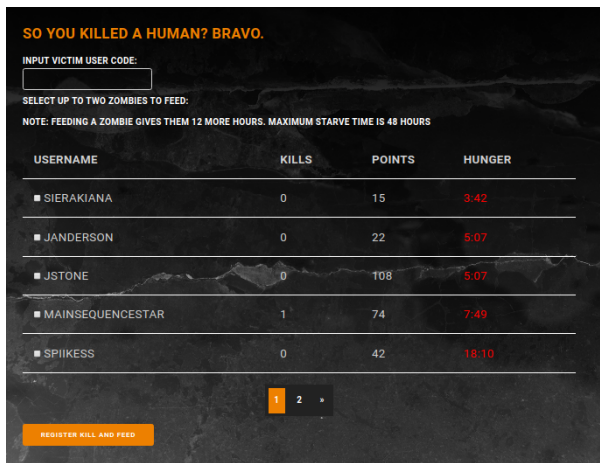 SO YOU KILLED A HUMAN? BRAVO.
INPUT VICTIM USER CODE:
SELECT UP TO TWO ZOMBIES TO FEED:
NOTE: FEEDING A ZOMBIE GIVES THEM 12 MORE HOURS. MAXIMUM STARVE TIME IS 48 HOURS
USERNAME KILLS POINTS HUNGER
SIERAKIANA 0 15 3:42
JANDERSON 0 22 5:07
JSTONE 0 108 5:07
MAINSEQUENCESTAR 1 74 7:49
SPIIKESS 0 42 18:10
1 2 »
REGISTER KILL AND FEED